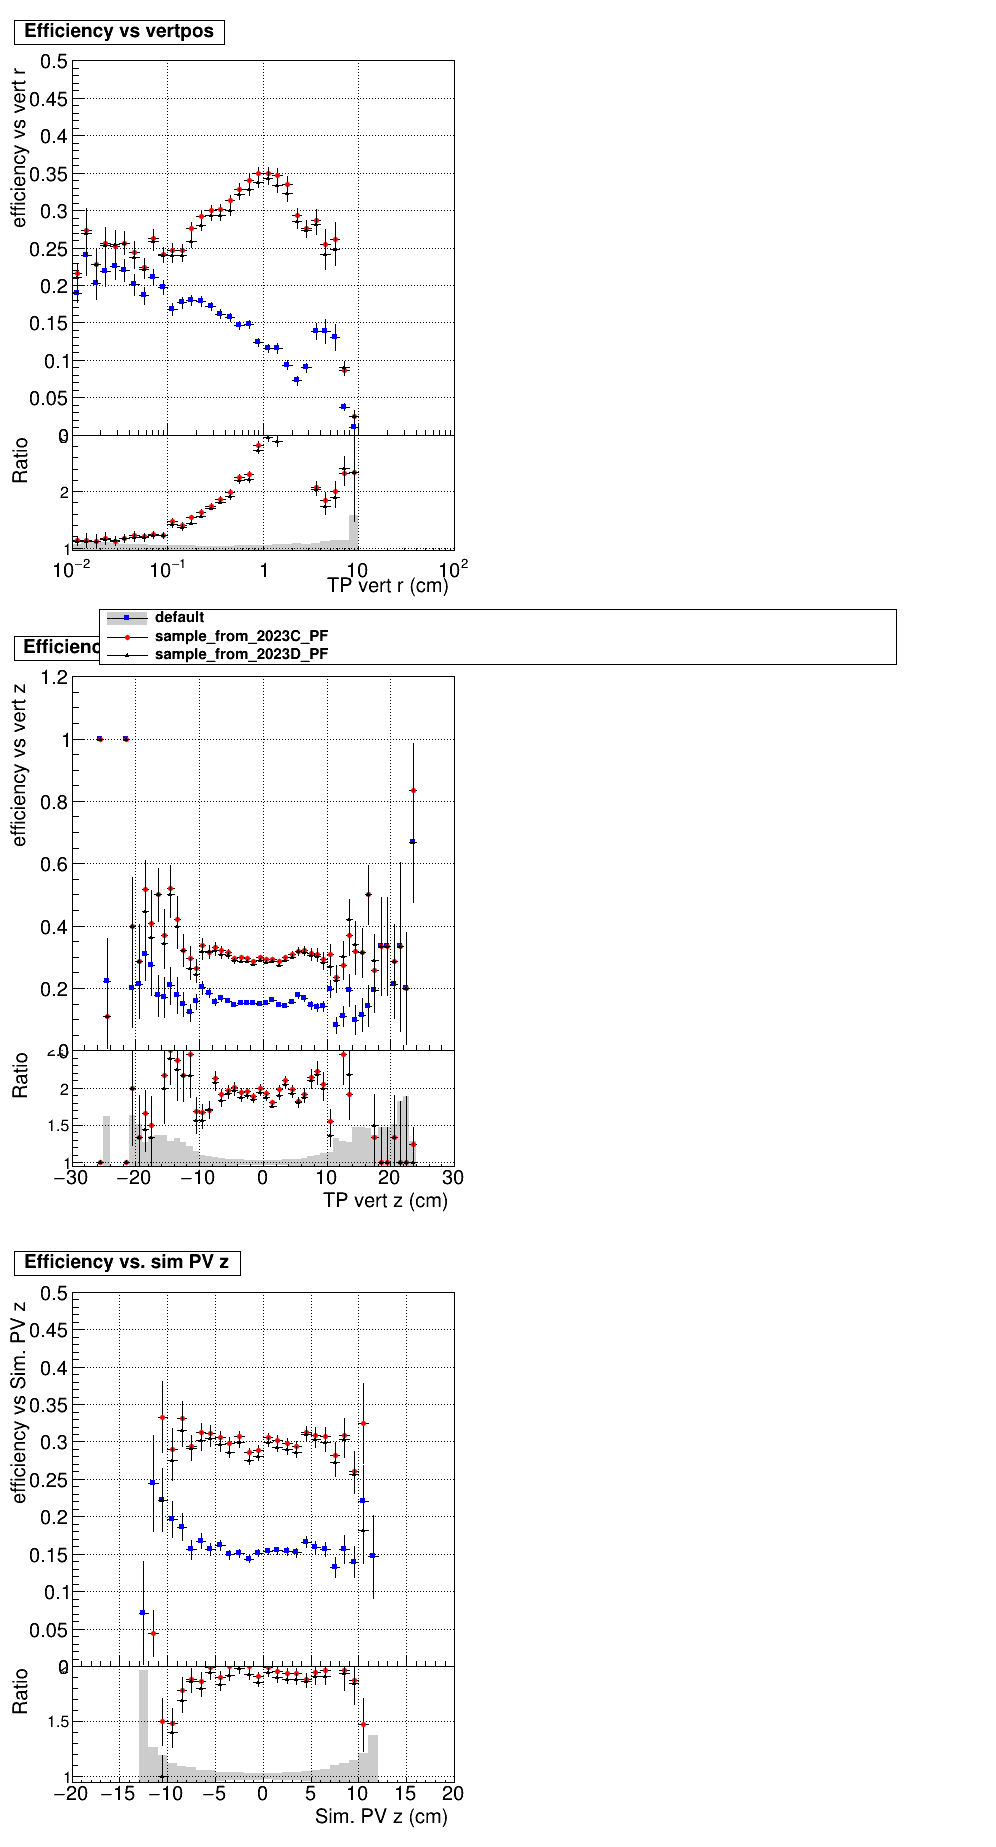 Efficiency vs vertpos
efficiency vs vert r
0.5
0.45
0.4
0.35
0.3
0.25
0.2
0.15
0.1
0.05
0
Ratio
2
1
10−2 10−1 1 10 102
TP vert r (cm)
default
sample_from_2023C_PF
sample_from_2023D_PF
Efficienc
efficiency vs vert z
1.2
1
0.8
0.6
0.4
0.2
0
Ratio
2
1.5
1
−30 −20 −10 0 10 20 30
TP vert z (cm)
Efficiency vs. sim PV z
efficiency vs Sim. PV z
0.5
0.45
0.4
0.35
0.3
0.25
0.2
0.15
0.1
0.05
0
Ratio
1.5
1
−20 −15 −10 −5 0 5 10 15 20
Sim. PV z (cm)